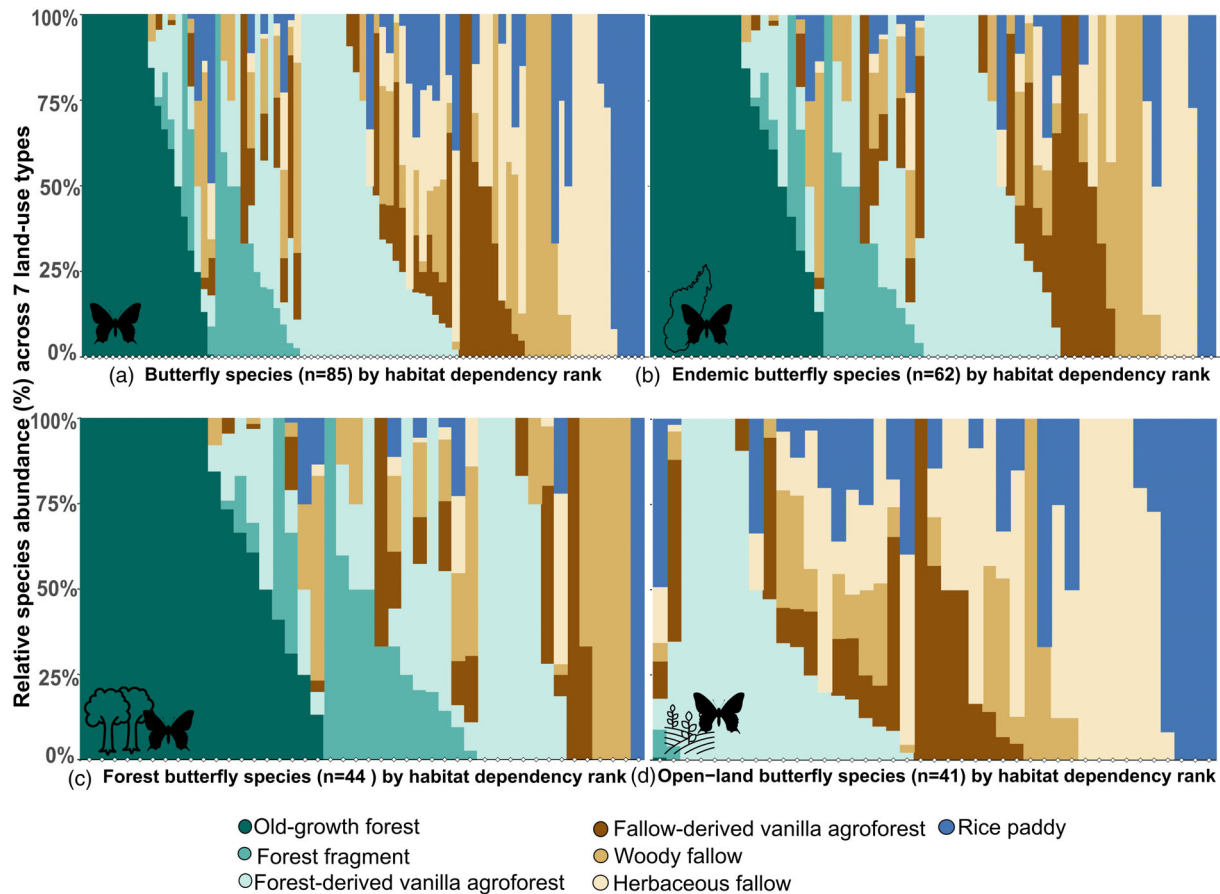 Relative species abundance (%) across 7 land-use types
100%
75%
50%
25%
0%
(a) Butterfly species (n=85) by habitat dependency rank
(b) Endemic butterfly species (n=62) by habitat dependency rank
100%
75%
50%
25%
0%
(c) Forest butterfly species (n=44 ) by habitat dependency rank
(d) Open−land butterfly species (n=41) by habitat dependency rank
Old-growth forest
Forest fragment
Forest-derived vanilla agroforest
Fallow-derived vanilla agroforest
Woody fallow
Herbaceous fallow
Rice paddy